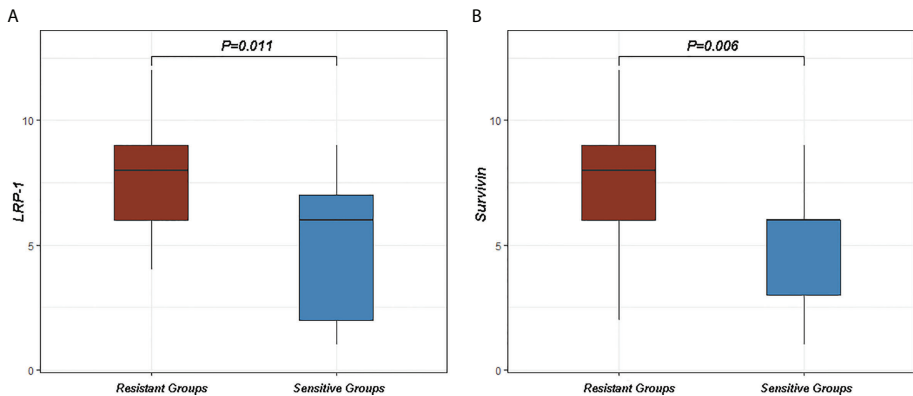 A
P=0.011
LRP-1
10
5
0
Resistant Groups
Sensitive Groups
B
P=0.006
Survivin
10
5
0
Resistant Groups
Sensitive Groups